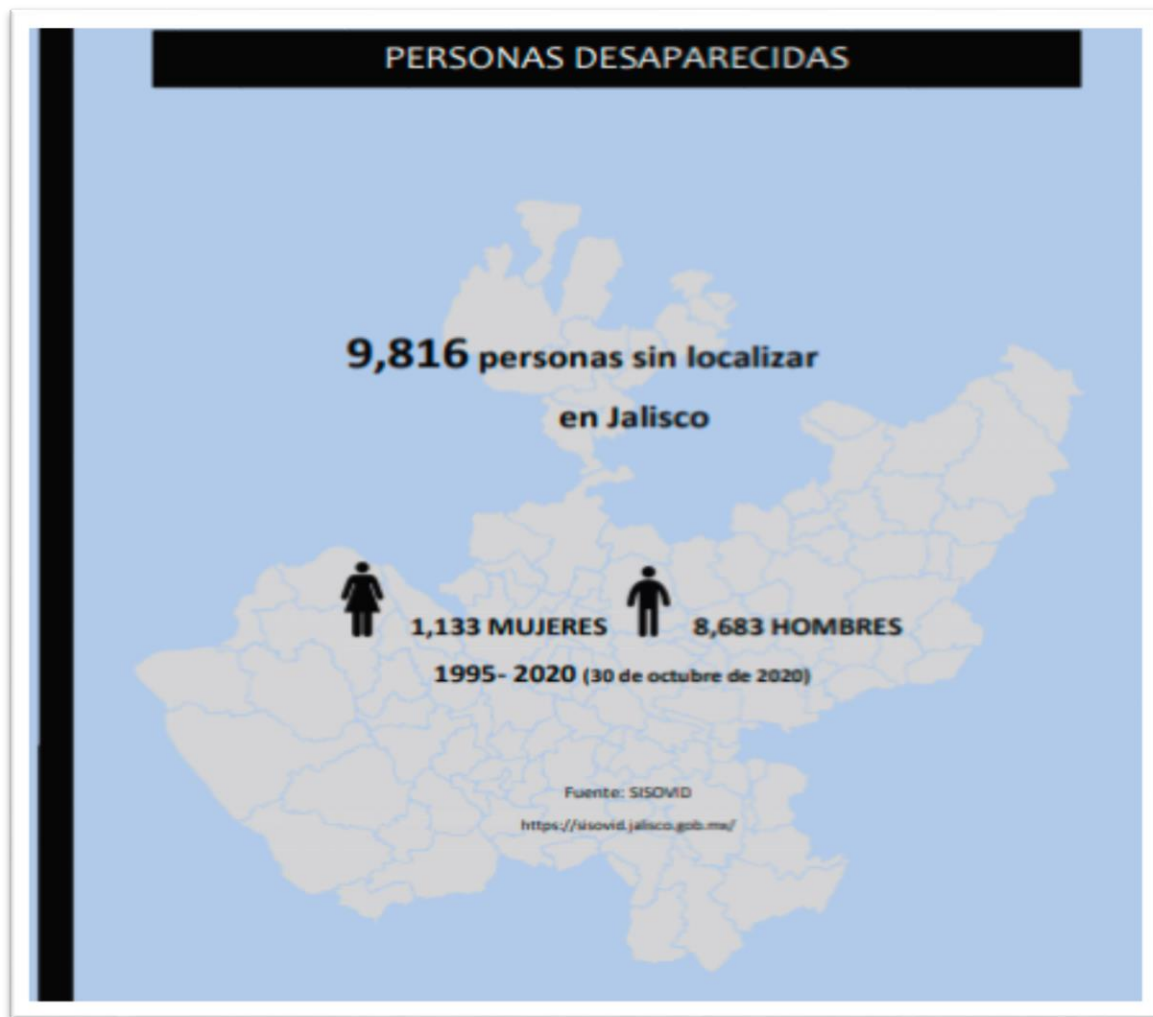 PERSONAS DESAPARECIDAS
9,816 personas sin localizar
en Jalisco
1,133 MUJERES 8,683 HOMBRES
1995- 2020 (30 de octubre de 2020)
Fuente: SISOVID
https://sisovid.jalisco.gob.mx/